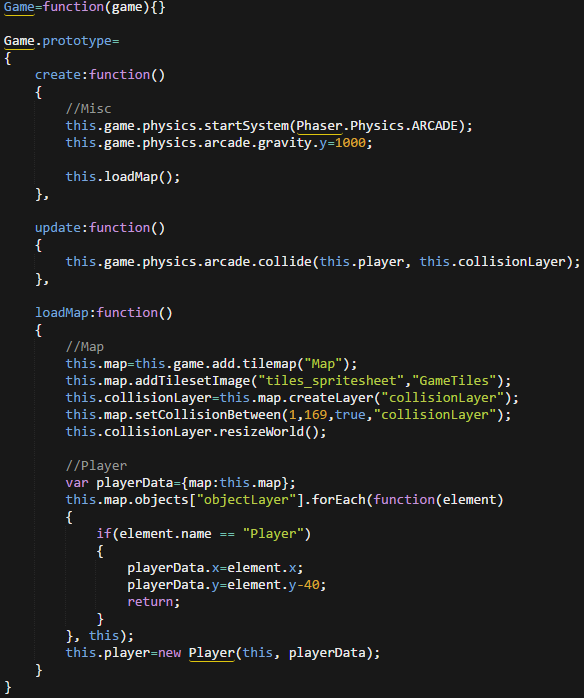 Game=function(game){}
Game.prototype=
{
create:function()
{
//Misc
this.game.physics.startSystem(Phaser.Physics.ARCADE);
this.game.physics.arcade.gravity.y=1000;
this.loadMap();
},
update:function()
{
this.game.physics.arcade.collide(this.player, this.collisionLayer);
},
loadMap:function()
{
//Map
this.map=this.game.add.tilemap("Map");
this.map.addTilesetImage("tiles_spritesheet","GameTiles");
this.collisionLayer=this.map.createLayer("collisionLayer");
this.map.setCollisionBetween(1,169,true,"collisionLayer");
this.collisionLayer.resizeWorld();
//Player
var playerData={map:this.map};
this.map.objects["objectLayer"].forEach(function(element)
{
if(element.name == "Player")
{
playerData.x=element.x;
playerData.y=element.y-40;
return;
}
}, this);
this.player=new Player(this, playerData);
}
}